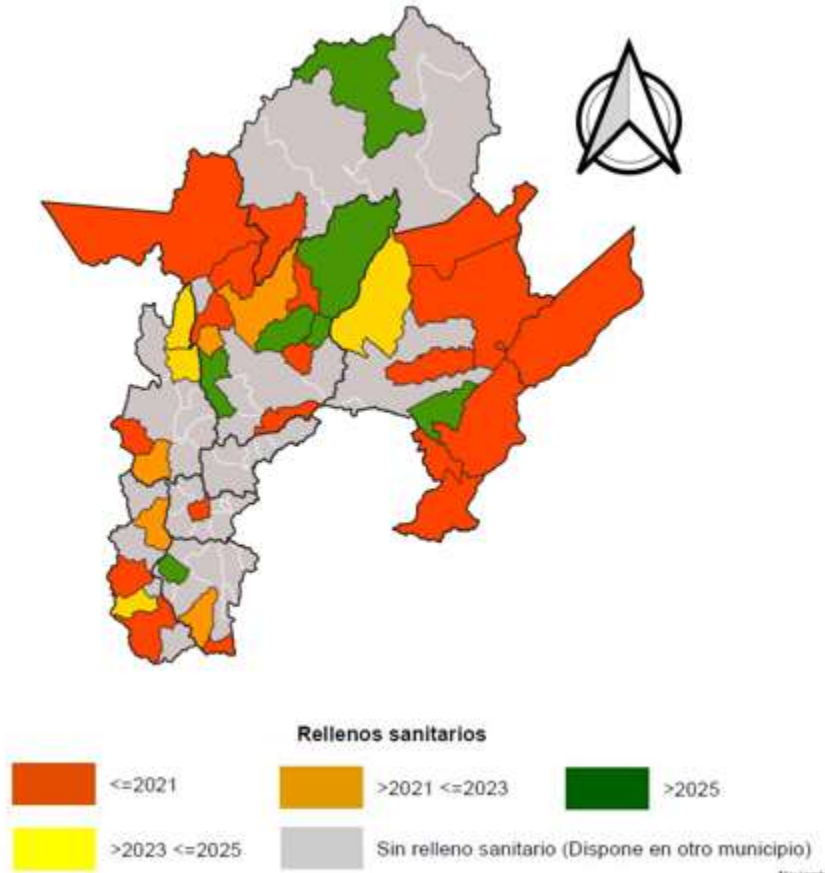 Rellenos sanitarios
<=2021
>2021 <=2023
>2025
>2023 <=2025
Sin relleno sanitario (Dispone en otro municipio)